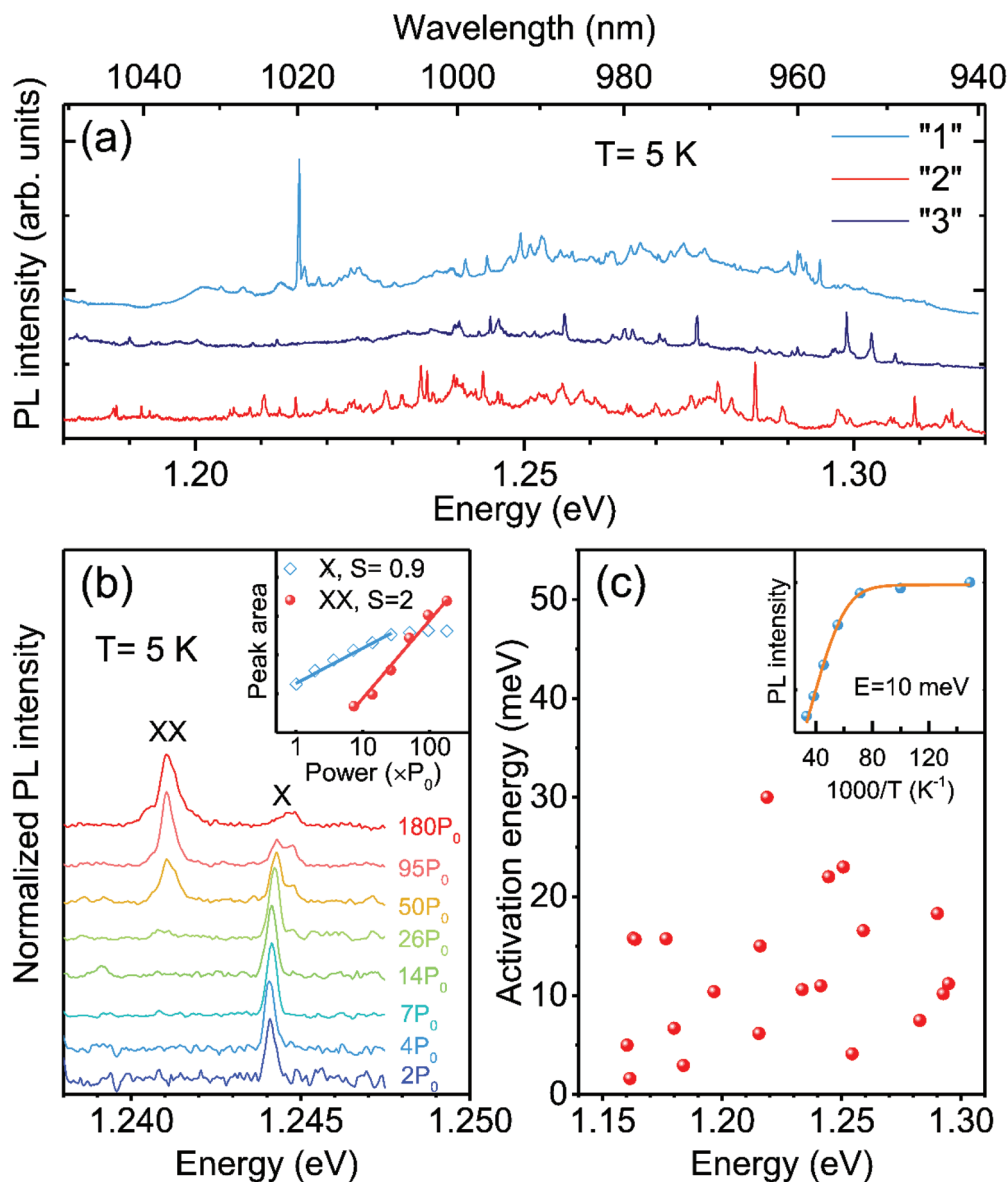 Wavelength (nm)
1040 1020 1000 980 960 940
(a)
T= 5 K
"1"
"2"
"3"
PL intensity (arb. units)
1.20 1.25 1.30
Energy (eV)
(b)
T= 5 K
X, S= 0.9
XX, S=2
Peak area
1 10 100
Power (×P₀)
Normalized PL intensity
XX
X
180P₀
95P₀
50P₀
26P₀
14P₀
7P₀
4P₀
2P₀
1.240 1.245 1.250
Energy (eV)
(c)
PL intensity
E=10 meV
40 80 120
1000/T (K⁻¹)
Activation energy (meV)
50
40
30
20
10
0
1.15 1.20 1.25 1.30
Energy (eV)